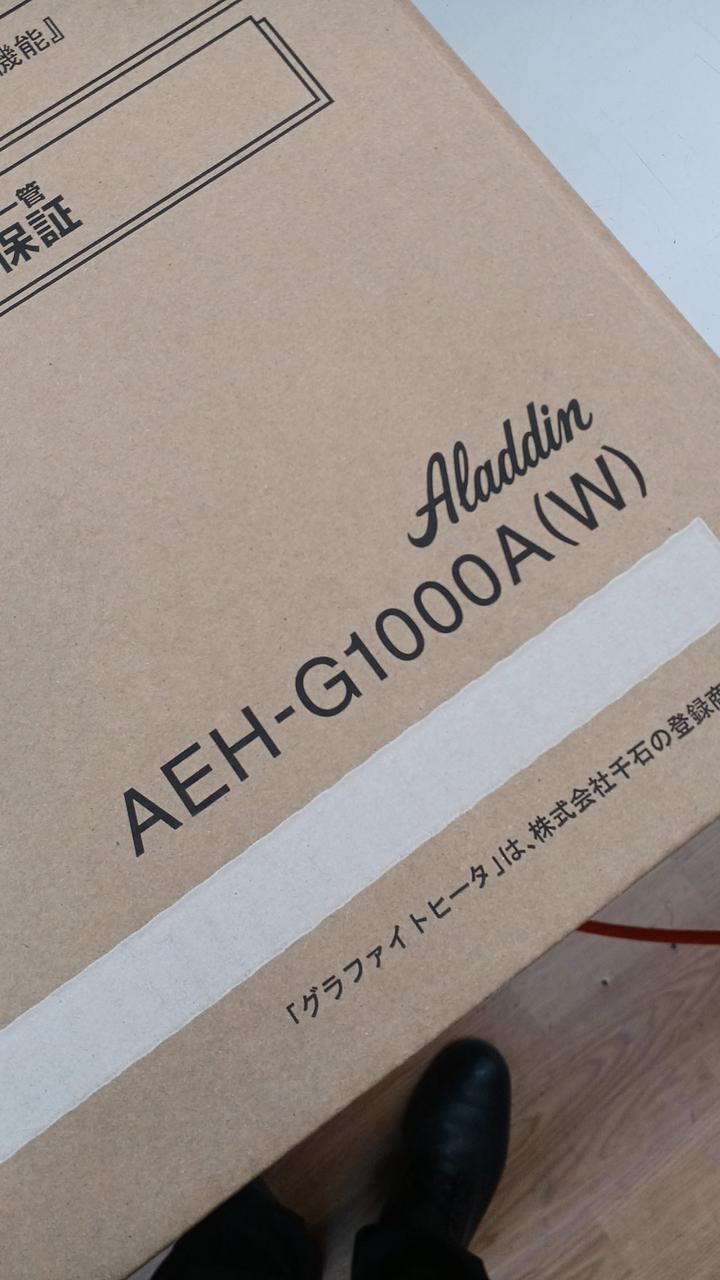 機能』
ー管
保証
Aladdin
AEH-G1000A(W)
「グラファイトヒータ」は、株式会社千石の登録商